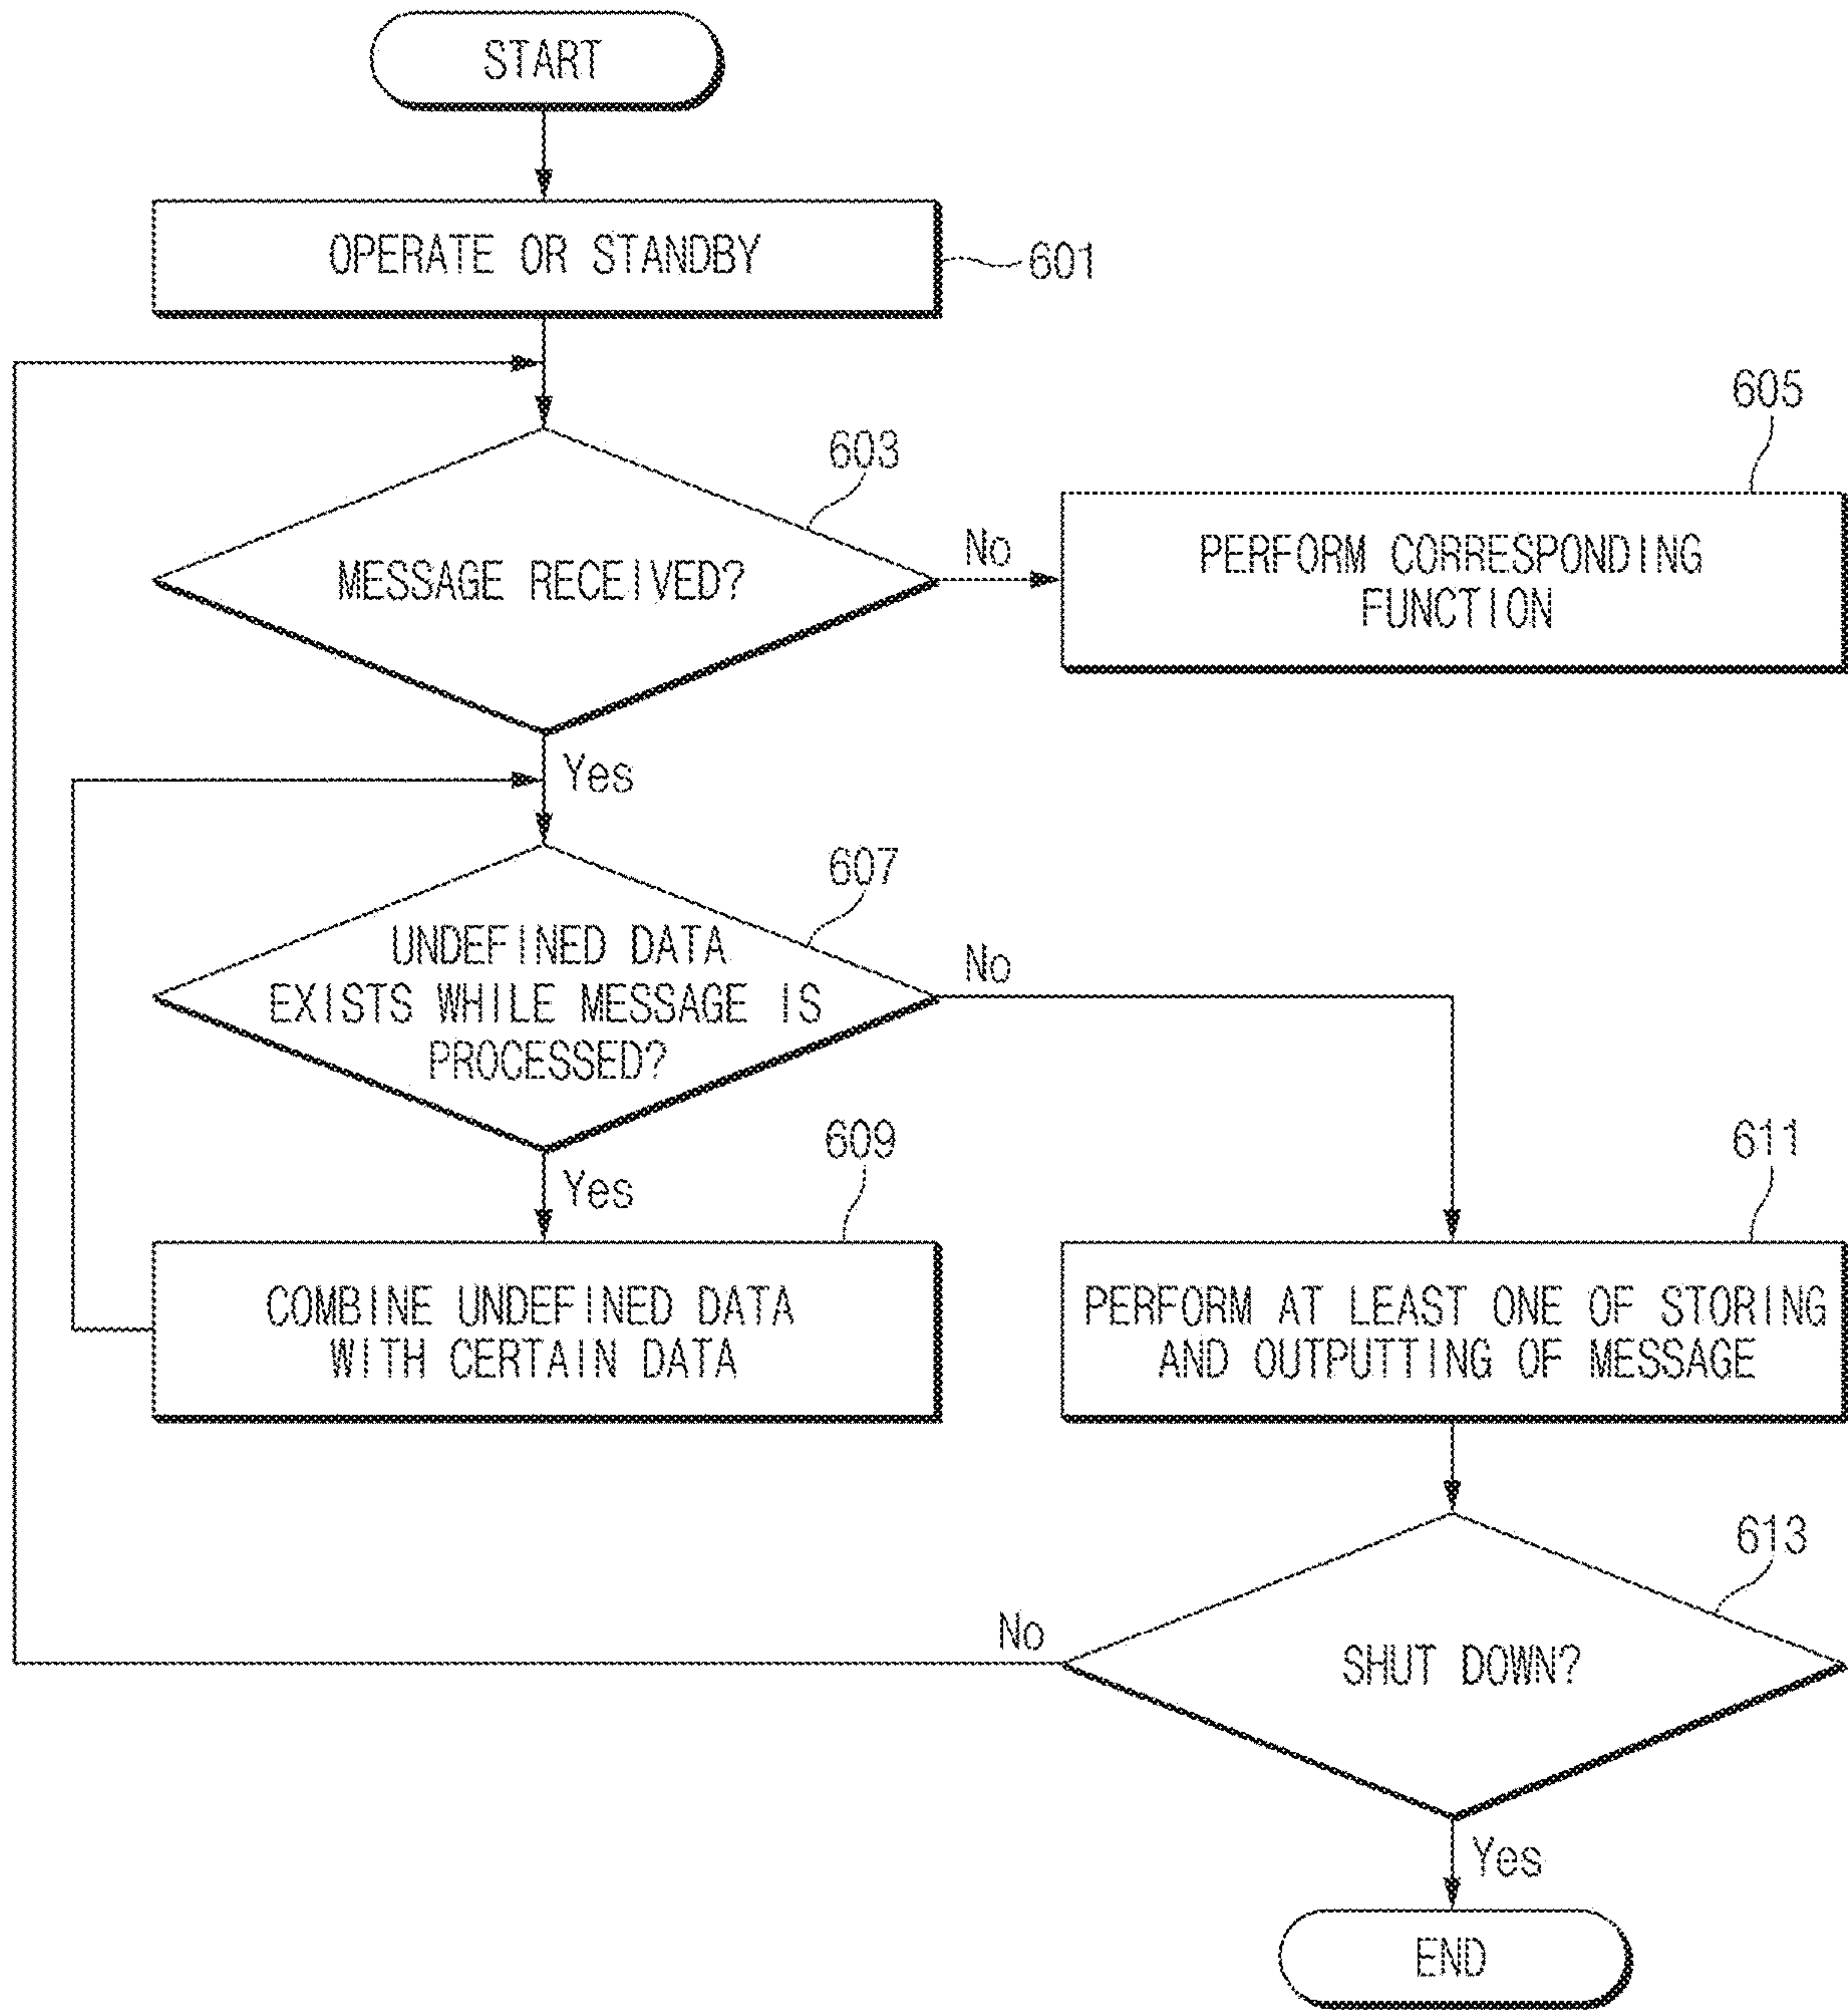 START
OPERATE OR STANDBY
601
603
605
MESSAGE RECEIVED?
No
PERFORM CORRESPONDING
FUNCTION
Yes
607
UNDEFINED DATA
EXISTS WHILE MESSAGE IS
PROCESSED?
No
Yes
609
611
COMBINE UNDEFINED DATA
WITH CERTAIN DATA
PERFORM AT LEAST ONE OF STORING
AND OUTPUTTING OF MESSAGE
613
No
SHUT DOWN?
Yes
END